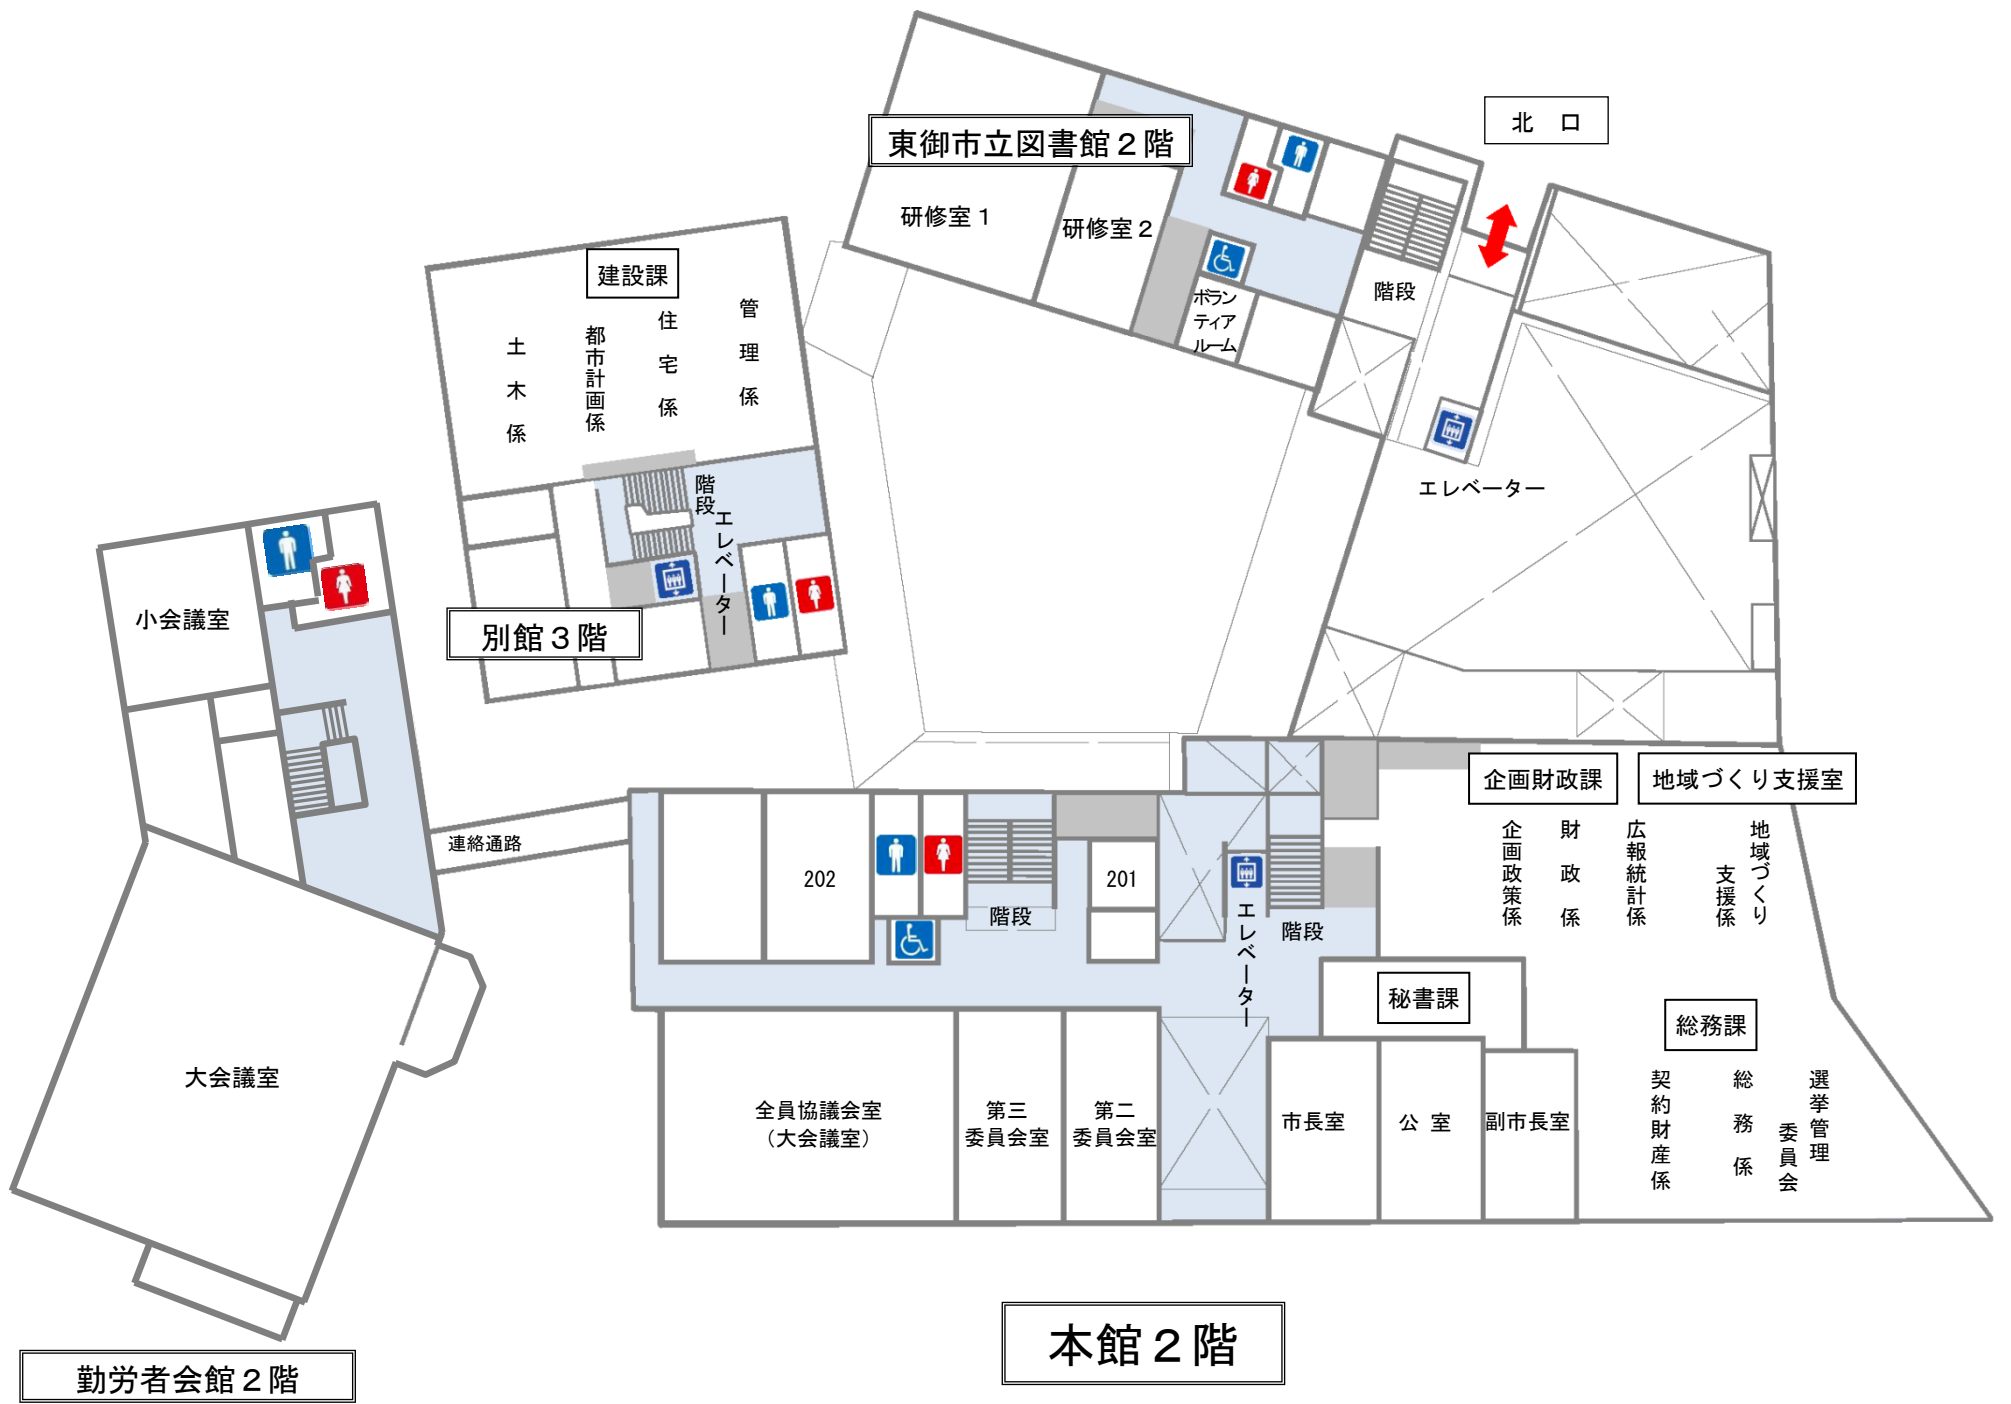 北　口
東御市立図書館２階
研修室１
研修室２
ボラン
ティア
ルーム
階段
エレベーター
建設課
土木係
都市計画係
住宅係
管理係
階段
エレベーター
別館３階
小会議室
連絡通路
大会議室
勤労者会館２階
202
階段
201
エレベーター
階段
企画財政課
地域づくり支援室
企画政策係
財政係
広報統計係
地域づくり
支援係
秘書課
総務課
契約財産係
総務係
選挙管理
委員会
全員協議会室
（大会議室）
第三
委員会室
第二
委員会室
市長室
公 室
副市長室
本館２階